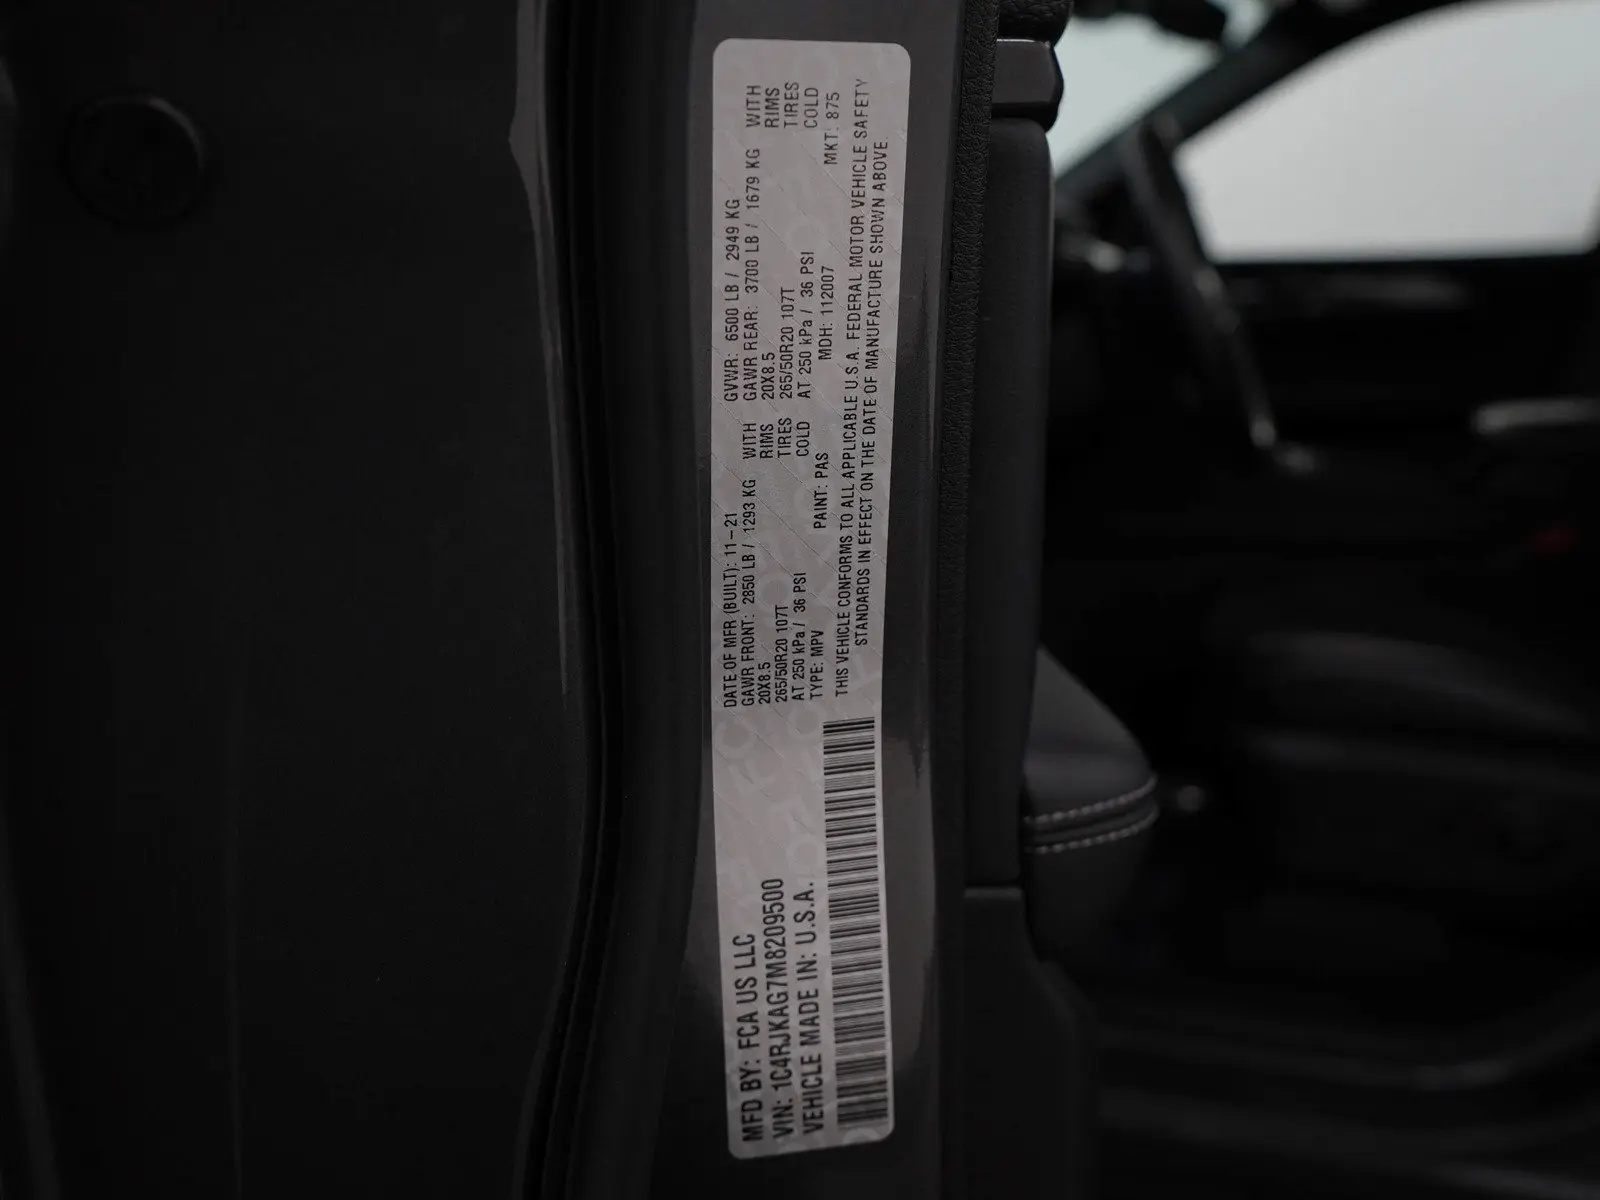 MFD BY: FCA US LLC
VIN: 1C4RJKAG7M8209500
VEHICLE MADE IN: U.S.A.
DATE OF MFR (BUILT): 11-21 GVWR: 6500 LB / 2949 KG
GAWR FRONT: 2850 LB / 1293 KG WITH GAWR REAR: 3700 LB / 1679 KG WITH
20X8.5 RIMS 20X8.5 RIMS
265/50R20 107T TIRES 265/50R20 107T TIRES
AT 250 kPa / 36 PSI COLD AT 250 kPa / 36 PSI COLD
TYPE: MPV PAINT: PAS MDH: 112007 MKT: 875
THIS VEHICLE CONFORMS TO ALL APPLICABLE U.S.A. FEDERAL MOTOR VEHICLE SAFETY
STANDARDS IN EFFECT ON THE DATE OF MANUFACTURE SHOWN ABOVE